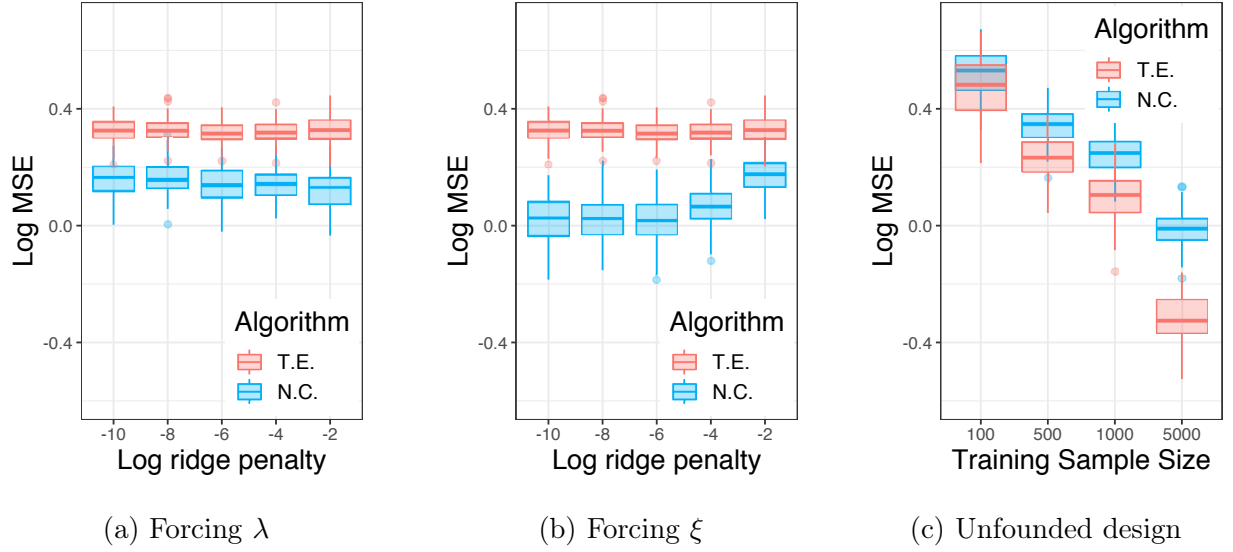 Log MSE
0.4
0.0
-0.4
-10 -8 -6 -4 -2
Log ridge penalty
Algorithm
T.E.
N.C.
(a) Forcing λ
Log MSE
0.4
0.0
-0.4
-10 -8 -6 -4 -2
Log ridge penalty
Algorithm
T.E.
N.C.
(b) Forcing ξ
Log MSE
0.4
0.0
-0.4
100 500 1000 5000
Training Sample Size
Algorithm
T.E.
N.C.
(c) Unfounded design